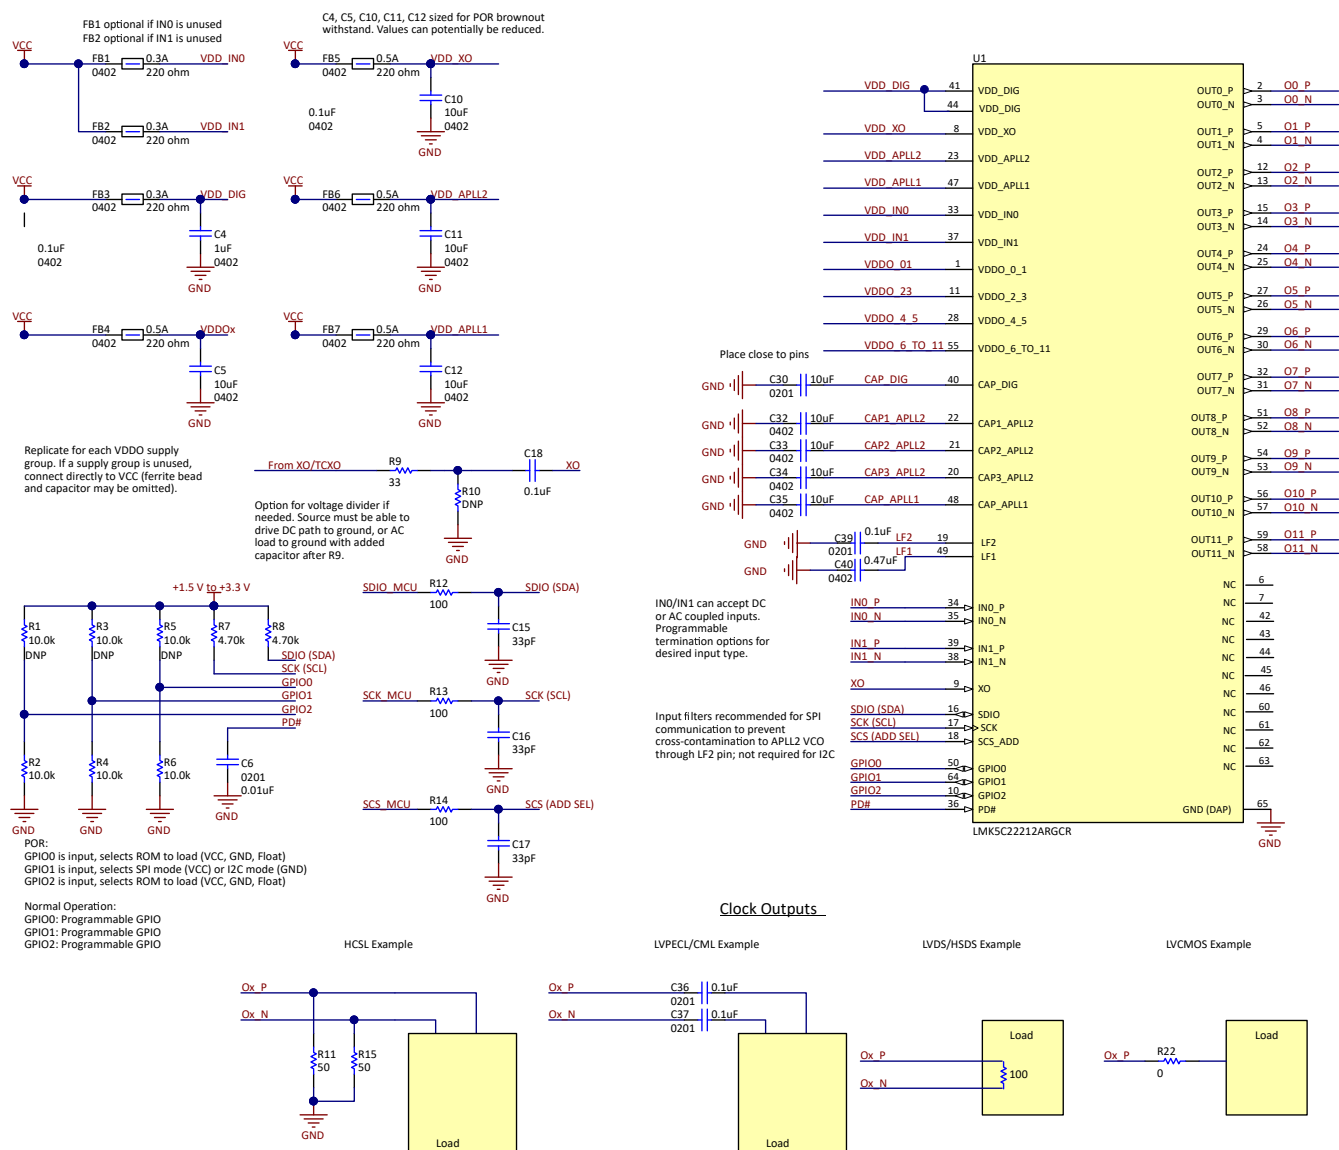 FB1 optional if IN0 is unused
FB2 optional if IN1 is unused
C4, C5, C10, C11, C12 sized for POR brownout
withstand. Values can potentially be reduced.
VCC
FB1 0.3A VDD_IN0
0402 220 ohm
FB2 0.3A VDD_IN1
0402 220 ohm
VCC
FB5 0.5A VDD_XO
0402 220 ohm
0.1uF
0402
C10
10uF
0402
GND
VCC
FB3 0.3A VDD_DIG
0402 220 ohm
0.1uF
0402
C4
1uF
0402
GND
VCC
FB6 0.5A VDD_APLL2
0402 220 ohm
C11
10uF
0402
GND
VCC
FB4 0.5A VDDOx
0402 220 ohm
C5
10uF
0402
GND
VCC
FB7 0.5A VDD_APLL1
0402 220 ohm
C12
10uF
0402
GND
Replicate for each VDDO supply
group. If a supply group is unused,
connect directly to VCC (ferrite bead
and capacitor may be omitted).
From XO/TCXO R9 C18 XO
33 0.1uF
R10
DNP
GND
Option for voltage divider if
needed. Source must be able to
drive DC path to ground, or AC
load to ground with added
capacitor after R9.
+1.5 V to +3.3 V
R1 R3 R5 R7 R8
10.0k 10.0k 10.0k 4.70k 4.70k
DNP DNP DNP
SDIO (SDA)
SCK (SCL)
GPIO0
GPIO1
GPIO2
PD#
R2 R4 R6 C6
10.0k 10.0k 10.0k 0201
0.01uF
GND GND GND GND
POR:
GPIO0 is input, selects ROM to load (VCC, GND, Float)
GPIO1 is input, selects SPI mode (VCC) or I2C mode (GND)
GPIO2 is input, selects ROM to load (VCC, GND, Float)
Normal Operation:
GPIO0: Programmable GPIO
GPIO1: Programmable GPIO
GPIO2: Programmable GPIO
SDIO_MCU R12 SDIO (SDA)
100
C15
33pF
GND
SCK_MCU R13 SCK (SCL)
100
C16
33pF
GND
SCS_MCU R14 SCS (ADD SEL)
100
C17
33pF
GND
U1
VDD_DIG 41 VDD_DIG
44 VDD_DIG
VDD_XO 8 VDD_XO
VDD_APLL2 23 VDD_APLL2
VDD_APLL1 47 VDD_APLL1
VDD_IN0 33 VDD_IN0
VDD_IN1 37 VDD_IN1
VDDO_01 1 VDDO_0_1
VDDO_23 11 VDDO_2_3
VDDO_4_5 28 VDDO_4_5
VDDO_6_TO_11 55 VDDO_6_TO_11
Place close to pins
GND C30 10uF CAP_DIG 40 CAP_DIG
0201
GND C32 10uF CAP1_APLL2 22 CAP1_APLL2
0402
GND C33 10uF CAP2_APLL2 21 CAP2_APLL2
0402
GND C34 10uF CAP3_APLL2 20 CAP3_APLL2
0402
GND C35 10uF CAP_APLL1 48 CAP_APLL1
0402
GND C39 0.1uF LF2 19 LF2
0201
GND C40 0.47uF LF1 49 LF1
0402
IN0/IN1 can accept DC
or AC coupled inputs.
Programmable
termination options for
desired input type.
IN0_P 34 IN0_P
IN0_N 35 IN0_N
IN1_P 39 IN1_P
IN1_N 38 IN1_N
XO 9 XO
Input filters recommended for SPI
communication to prevent
cross-contamination to APLL2 VCO
through LF2 pin; not required for I2C
SDIO (SDA) 16 SDIO
SCK (SCL) 17 SCK
SCS (ADD SEL) 18 SCS_ADD
GPIO0 50 GPIO0
GPIO1 64 GPIO1
GPIO2 10 GPIO2
PD# 36 PD#
OUT0_P 2 O0_P
OUT0_N 3 O0_N
OUT1_P 5 O1_P
OUT1_N 4 O1_N
OUT2_P 12 O2_P
OUT2_N 13 O2_N
OUT3_P 15 O3_P
OUT3_N 14 O3_N
OUT4_P 24 O4_P
OUT4_N 25 O4_N
OUT5_P 27 O5_P
OUT5_N 26 O5_N
OUT6_P 29 O6_P
OUT6_N 30 O6_N
OUT7_P 32 O7_P
OUT7_N 31 O7_N
OUT8_P 51 O8_P
OUT8_N 52 O8_N
OUT9_P 54 O9_P
OUT9_N 53 O9_N
OUT10_P 56 O10_P
OUT10_N 57 O10_N
OUT11_P 59 O11_P
OUT11_N 58 O11_N
NC 6
NC 7
NC 42
NC 43
NC 44
NC 45
NC 46
NC 60
NC 61
NC 62
NC 63
GND (DAP) 65
GND
LMK5C22212ARGCR
Clock Outputs
HCSL Example
Ox_P
Ox_N
R11 R15
50 50
GND
Load
LVPECL/CML Example
Ox_P C36 0.1uF
0201
Ox_N C37 0.1uF
0201
Load
LVDS/HSDS Example
Load
Ox_P
100
Ox_N
LVCMOS Example
Load
Ox_P R22
0